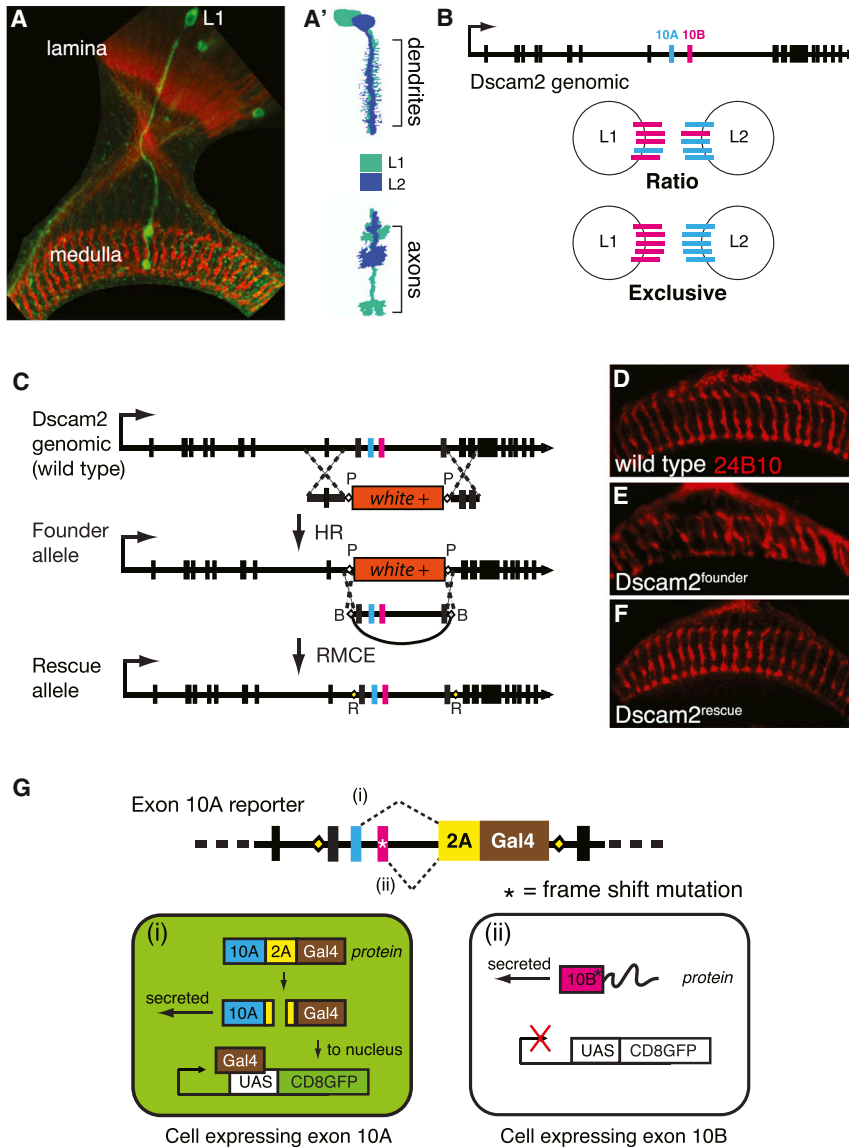 A
L1
lamina
medulla
A'
dendrites
L1
L2
axons
B
10A 10B
Dscam2 genomic
L1
L2
Ratio
L1
L2
Exclusive
C
Dscam2
genomic
(wild type)
P
P
white +
HR
Founder
allele
P
P
white +
B
B
RMCE
Rescue
allele
R
R
D
wild type 24B10
E
Dscam2founder
F
Dscam2rescue
G
Exon 10A reporter
(i)
*
2A Gal4
(ii)
* = frame shift mutation
(i)
10A 2A Gal4 protein
secreted
10A
Gal4
to nucleus
Gal4
UAS CD8GFP
Cell expressing exon 10A
(ii)
secreted
10B* protein
UAS CD8GFP
Cell expressing exon 10B